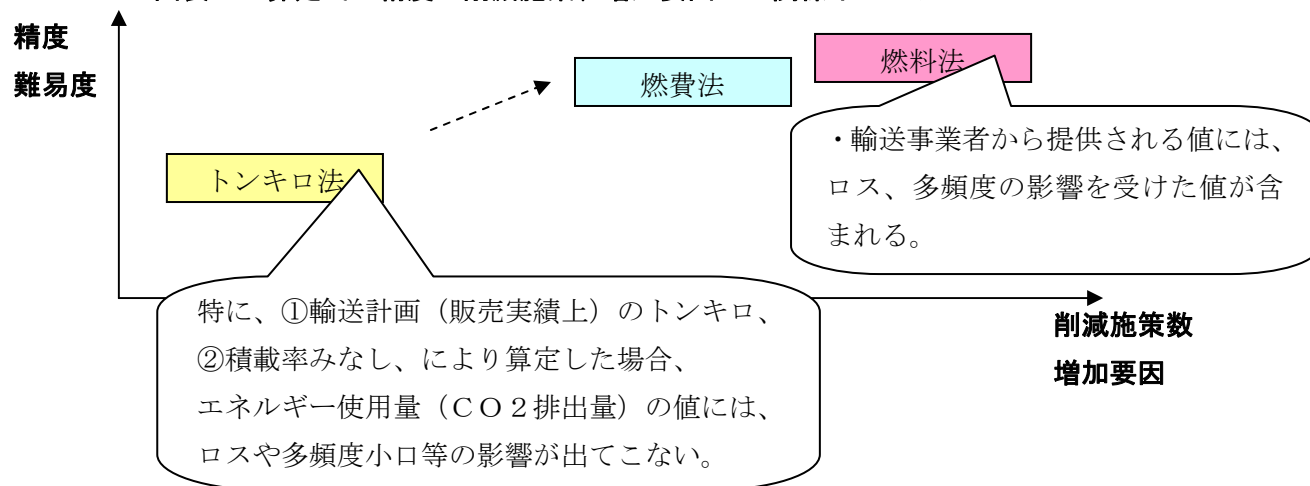 精度
難易度
燃料法
燃費法
・輸送事業者から提供される値には、
ロス、多頻度の影響を受けた値が含
まれる。
トンキロ法
特に、①輸送計画（販売実績上）のトンキロ、
②積載率みなし、により算定した場合、
エネルギー使用量（ＣＯ２排出量）の値には、
ロスや多頻度小口等の影響が出てこない。
削減施策数
増加要因